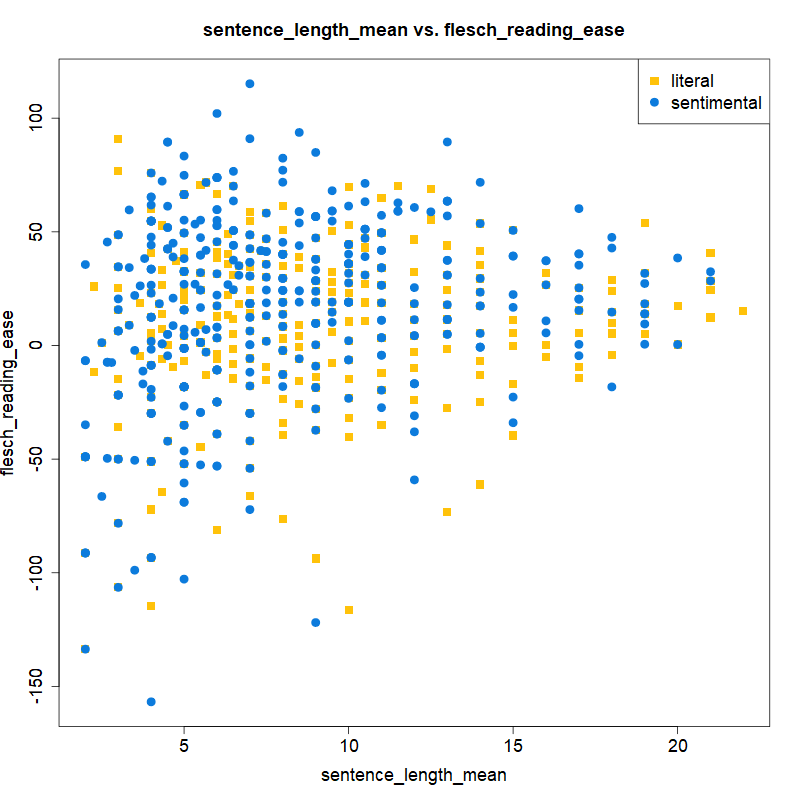 sentence_length_mean vs. flesch_reading_ease
literal
sentimental
100
50
0
-50
-100
-150
flesch_reading_ease
5 10 15 20
sentence_length_mean